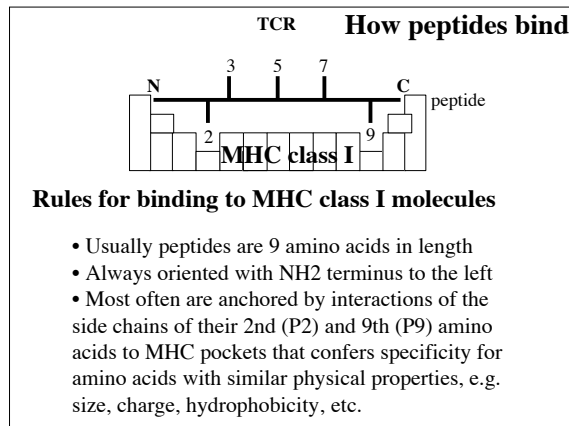 TCR How peptides bind
3 5 7
N C
peptide
2 9
MHC class I
Rules for binding to MHC class I molecules
• Usually peptides are 9 amino acids in length
• Always oriented with NH2 terminus to the left
• Most often are anchored by interactions of the
side chains of their 2nd (P2) and 9th (P9) amino
acids to MHC pockets that confers specificity for
amino acids with similar physical properties, e.g.
size, charge, hydrophobicity, etc.